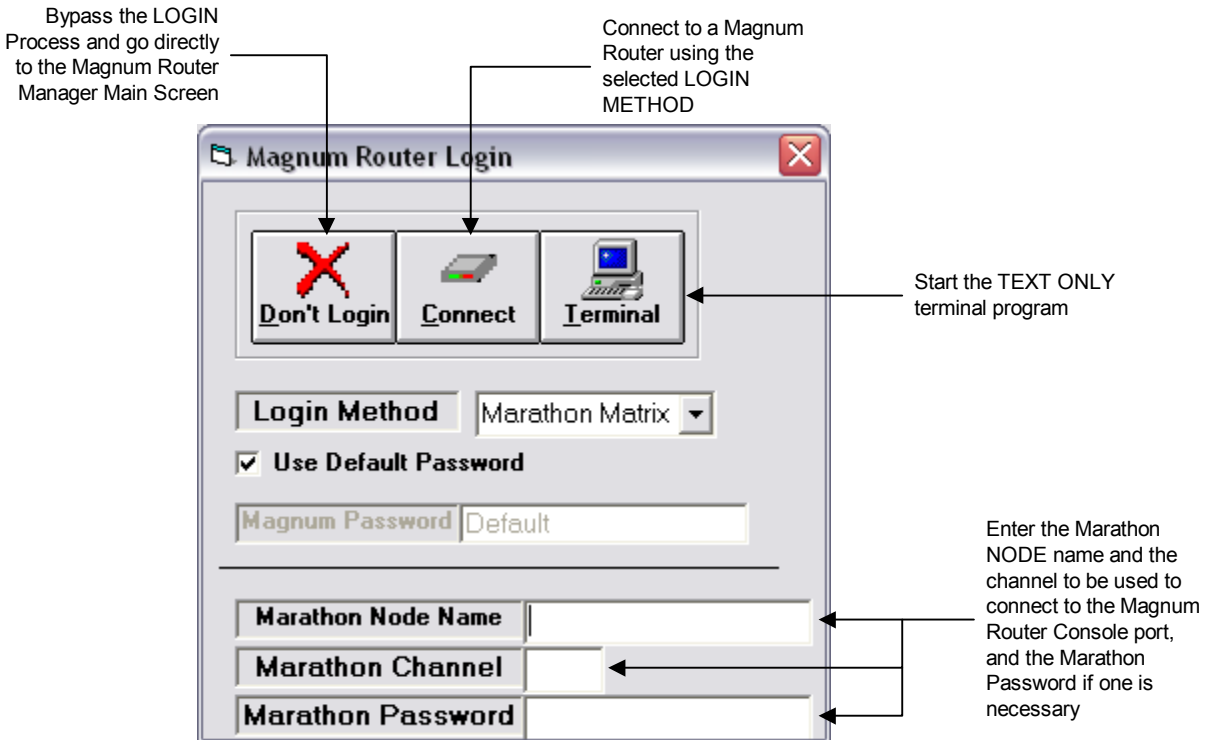 Bypass the LOGIN
Process and go directly
to the Magnum Router
Manager Main Screen
Connect to a Magnum
Router using the
selected LOGIN
METHOD
Magnum Router Login
Don't Login
Connect
Terminal
Start the TEXT ONLY
terminal program
Login Method
Marathon Matrix
Use Default Password
Magnum Password
Default
Marathon Node Name
Marathon Channel
Marathon Password
Enter the Marathon
NODE name and the
channel to be used to
connect to the Magnum
Router Console port,
and the Marathon
Password if one is
necessary